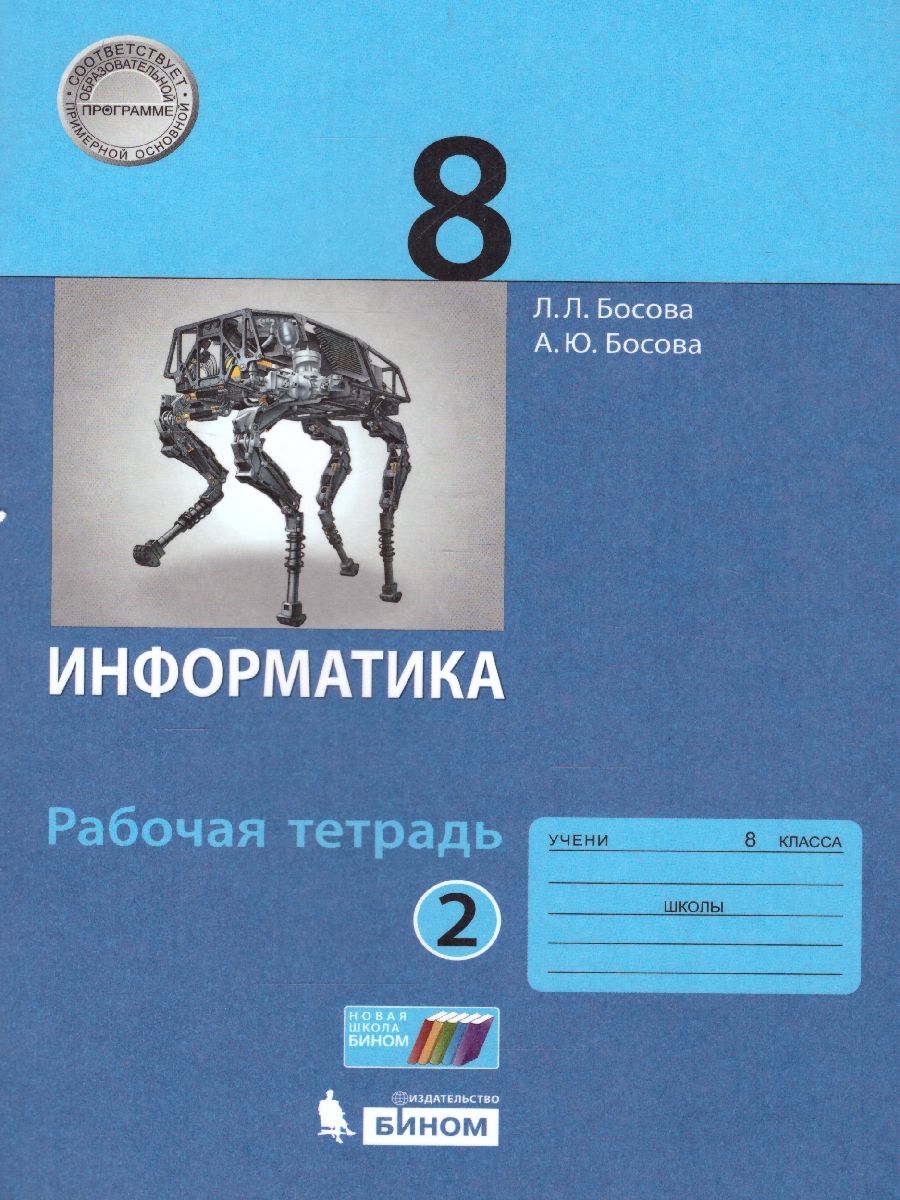 СООТВЕТСТВУЕТ
ПРИМЕРНОЙ ОСНОВНОЙ
ОБРАЗОВАТЕЛЬНОЙ
ПРОГРАММЕ
8
Л. Л. Босова
А. Ю. Босова
ИНФОРМАТИКА
Рабочая тетрадь
2
УЧЕНИ 8 КЛАССА
ШКОЛЫ
НОВАЯ
ШКОЛА
БИНОМ
ИЗДАТЕЛЬСТВО
БИНОМ